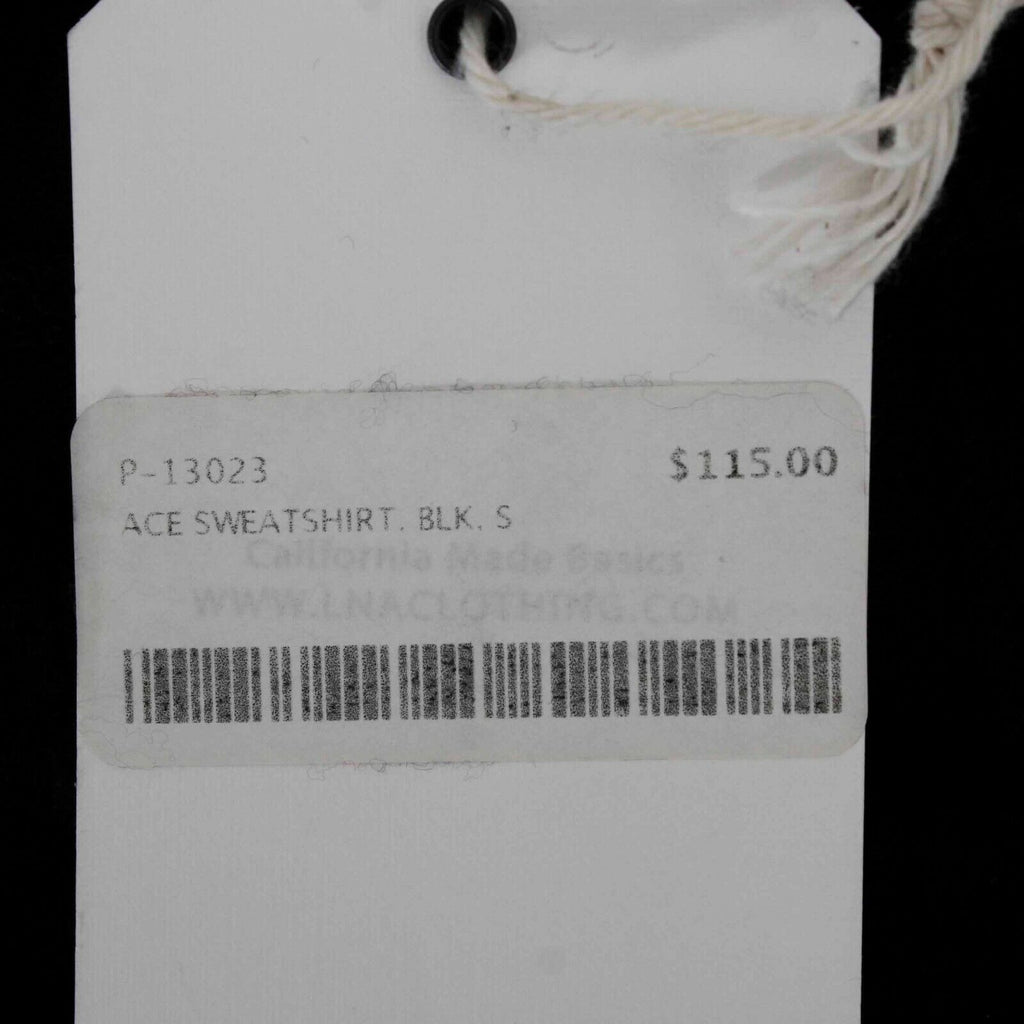 P-13023
$115.00
ACE SWEATSHIRT. BLK. S
California Made Basics
WWW.LNACLOTHING.COM